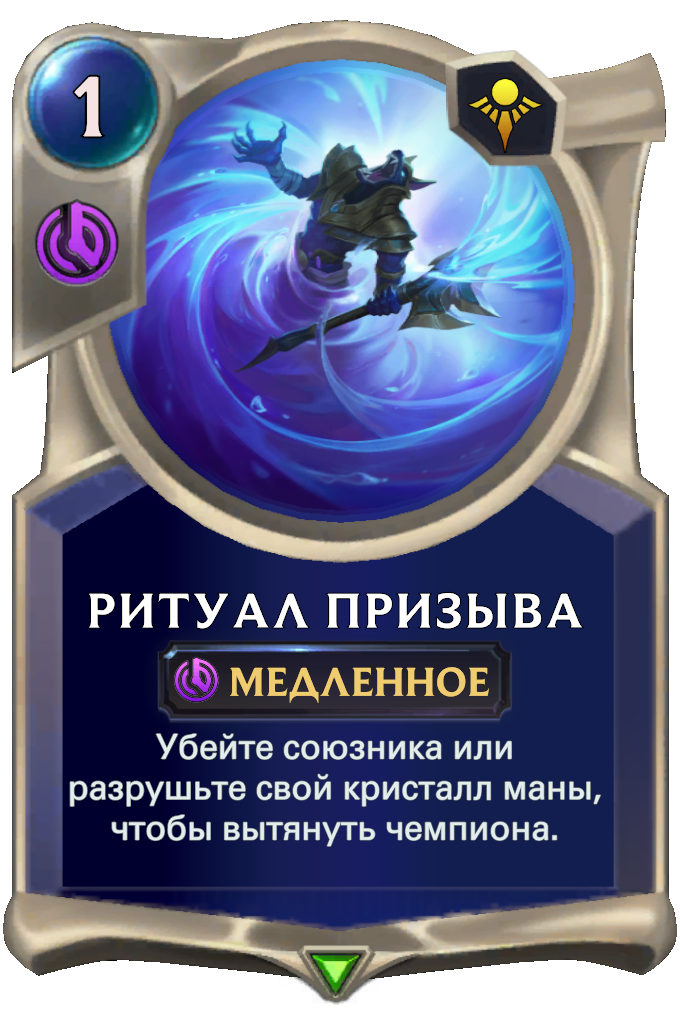 1
РИТУАЛ ПРИЗЫВА
МЕДЛЕННОЕ
Убейте союзника или
разрушьте свой кристалл маны,
чтобы вытянуть чемпиона.